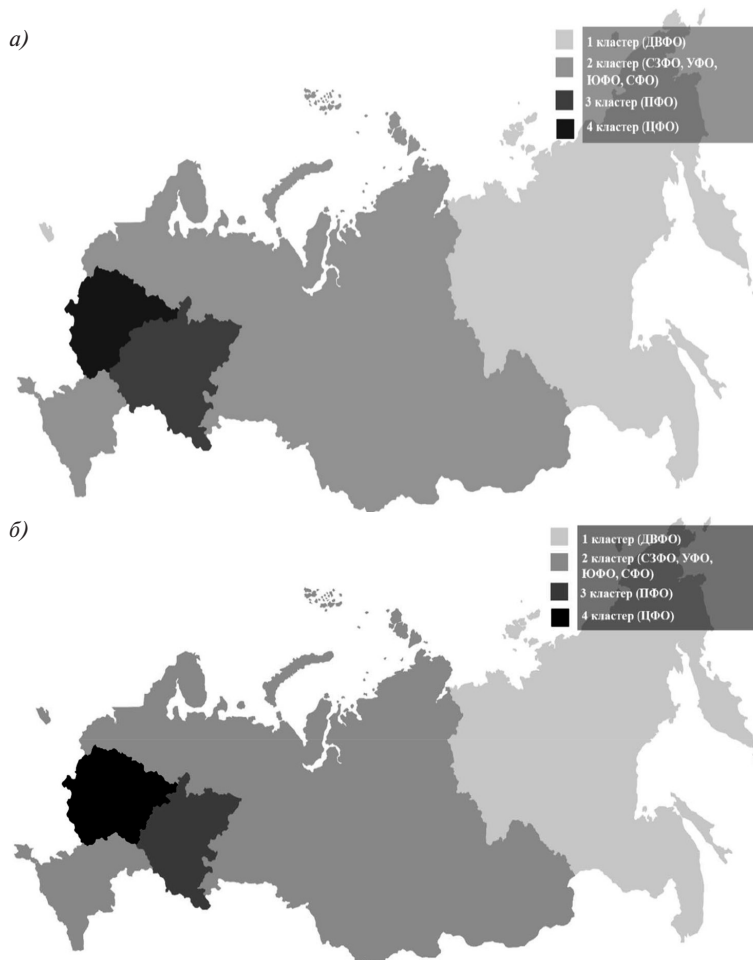 а)
1 кластер (ДВФО)
2 кластер (СЗФО, УФО,
ЮФО, СФО)
3 кластер (ПФО)
4 кластер (ЦФО)
б)
1 кластер (ДВФО)
2 кластер (СЗФО, УФО,
ЮФО, СФО)
3 кластер (ПФО)
4 кластер (ЦФО)